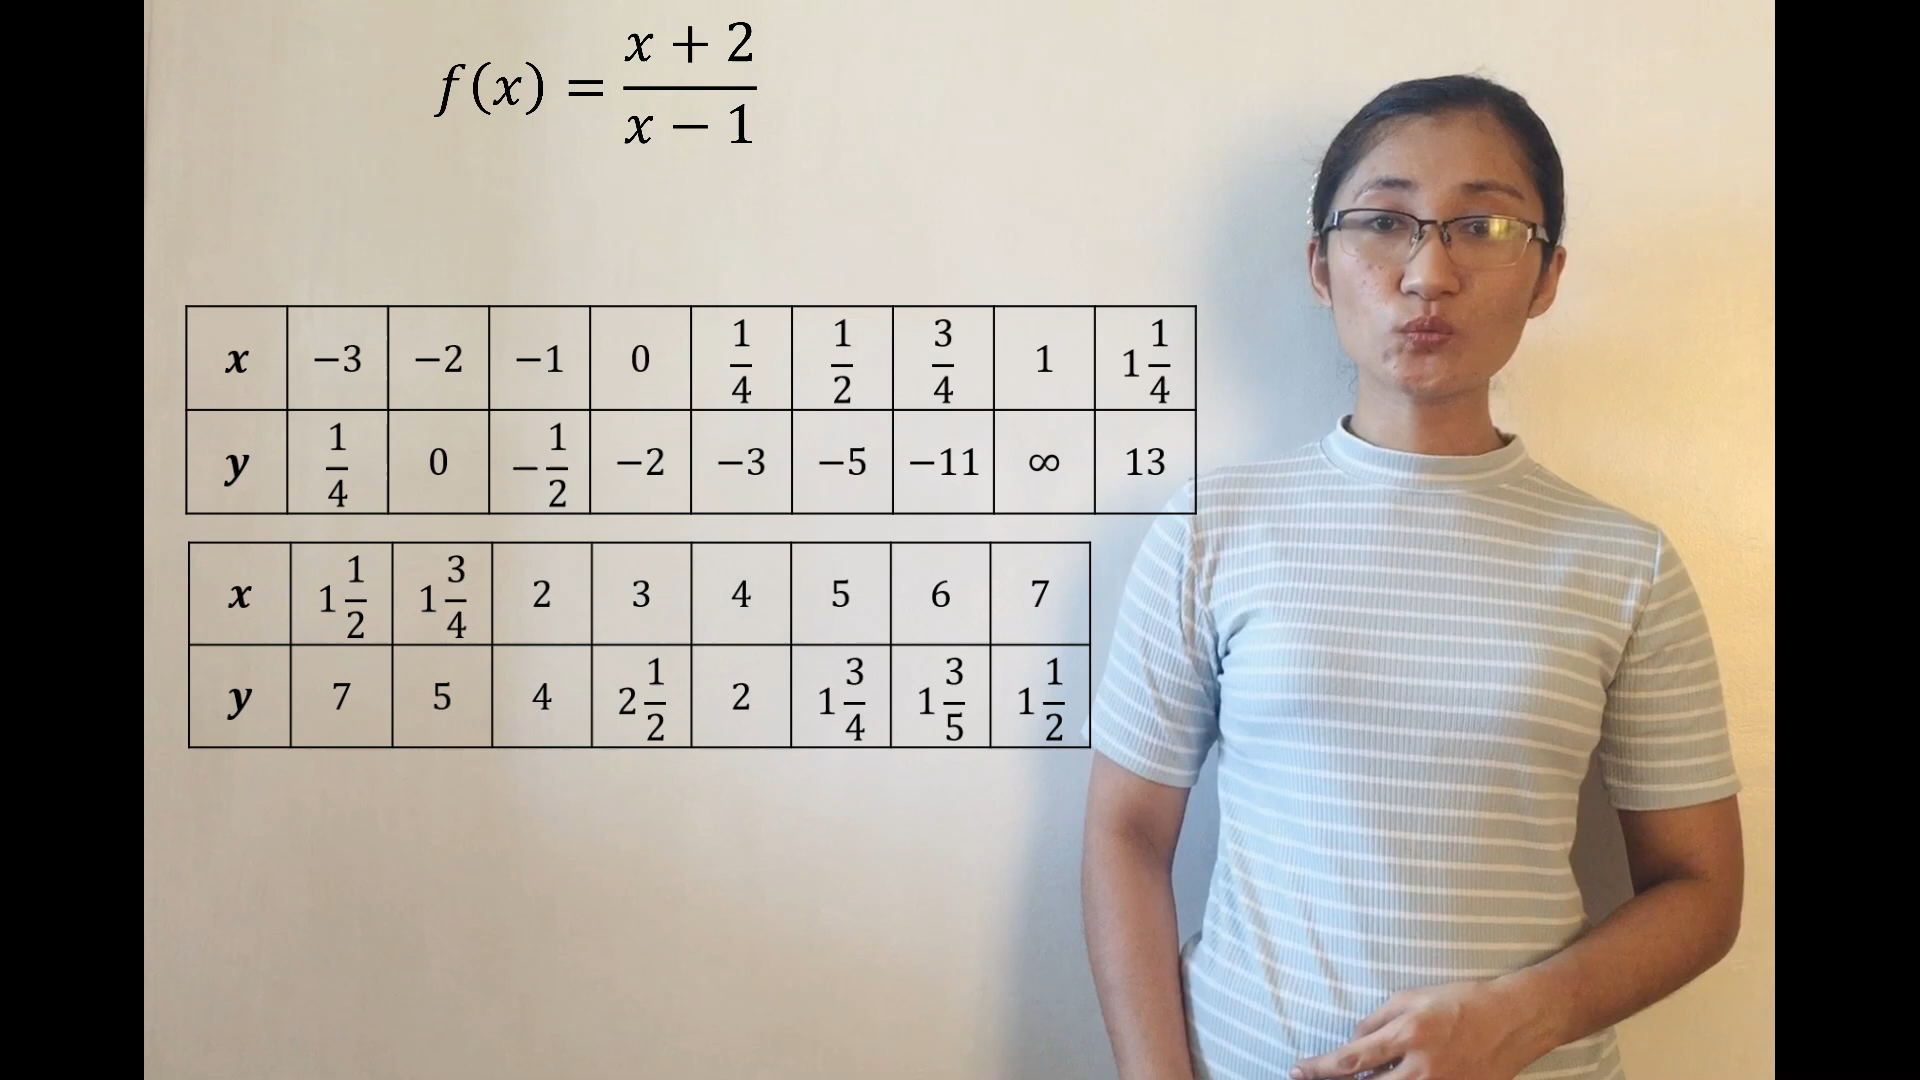 f(x) = x + 2 / x − 1
x −3 −2 −1 0 1/4 1/2 3/4 1 1 1/4
y 1/4 0 −1/2 −2 −3 −5 −11 ∞ 13
x 1 1/2 1 3/4 2 3 4 5 6 7
y 7 5 4 2 1/2 2 1 3/4 1 3/5 1 1/2